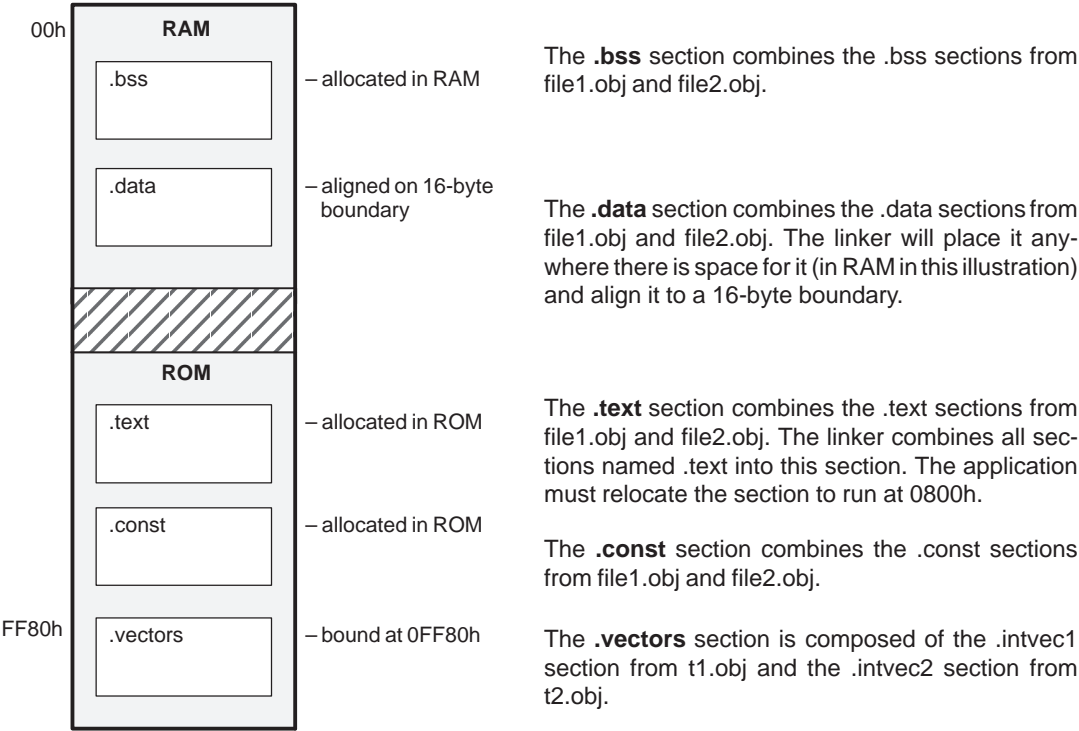 00h
RAM
.bss
– allocated in RAM
The .bss section combines the .bss sections from
file1.obj and file2.obj.
.data
– aligned on 16-byte
boundary
The .data section combines the .data sections from
file1.obj and file2.obj. The linker will place it any-
where there is space for it (in RAM in this illustration)
and align it to a 16-byte boundary.
ROM
.text
– allocated in ROM
The .text section combines the .text sections from
file1.obj and file2.obj. The linker combines all sec-
tions named .text into this section. The application
must relocate the section to run at 0800h.
.const
– allocated in ROM
The .const section combines the .const sections
from file1.obj and file2.obj.
FF80h
.vectors
– bound at 0FF80h
The .vectors section is composed of the .intvec1
section from t1.obj and the .intvec2 section from
t2.obj.